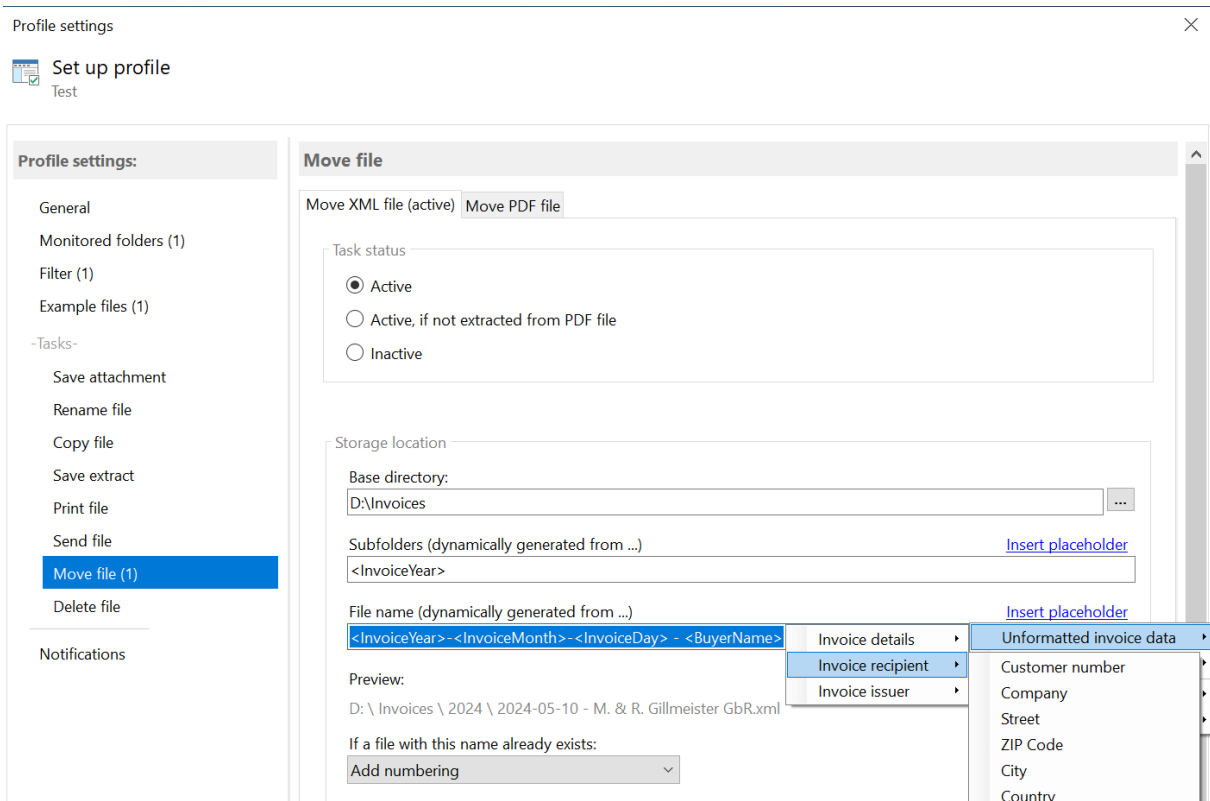 Profile settings
Set up profile
Test
Profile settings:
General
Monitored folders (1)
Filter (1)
Example files (1)
-Tasks-
Save attachment
Rename file
Copy file
Save extract
Print file
Send file
Move file (1)
Delete file
Notifications
Move file
Move XML file (active) Move PDF file
Task status
Active
Active, if not extracted from PDF file
Inactive
Storage location
Base directory:
D:\Invoices ...
Subfolders (dynamically generated from ...) Insert placeholder
<InvoiceYear>
File name (dynamically generated from ...) Insert placeholder
<InvoiceYear>-<InvoiceMonth>-<InvoiceDay> - <BuyerName>
Preview:
D: \ Invoices \ 2024 \ 2024-05-10 - M. & R. Gillmeister GbR.xml
If a file with this name already exists:
Add numbering
Invoice details
Invoice recipient
Invoice issuer
Unformatted invoice data
Customer number
Company
Street
ZIP Code
City
Country